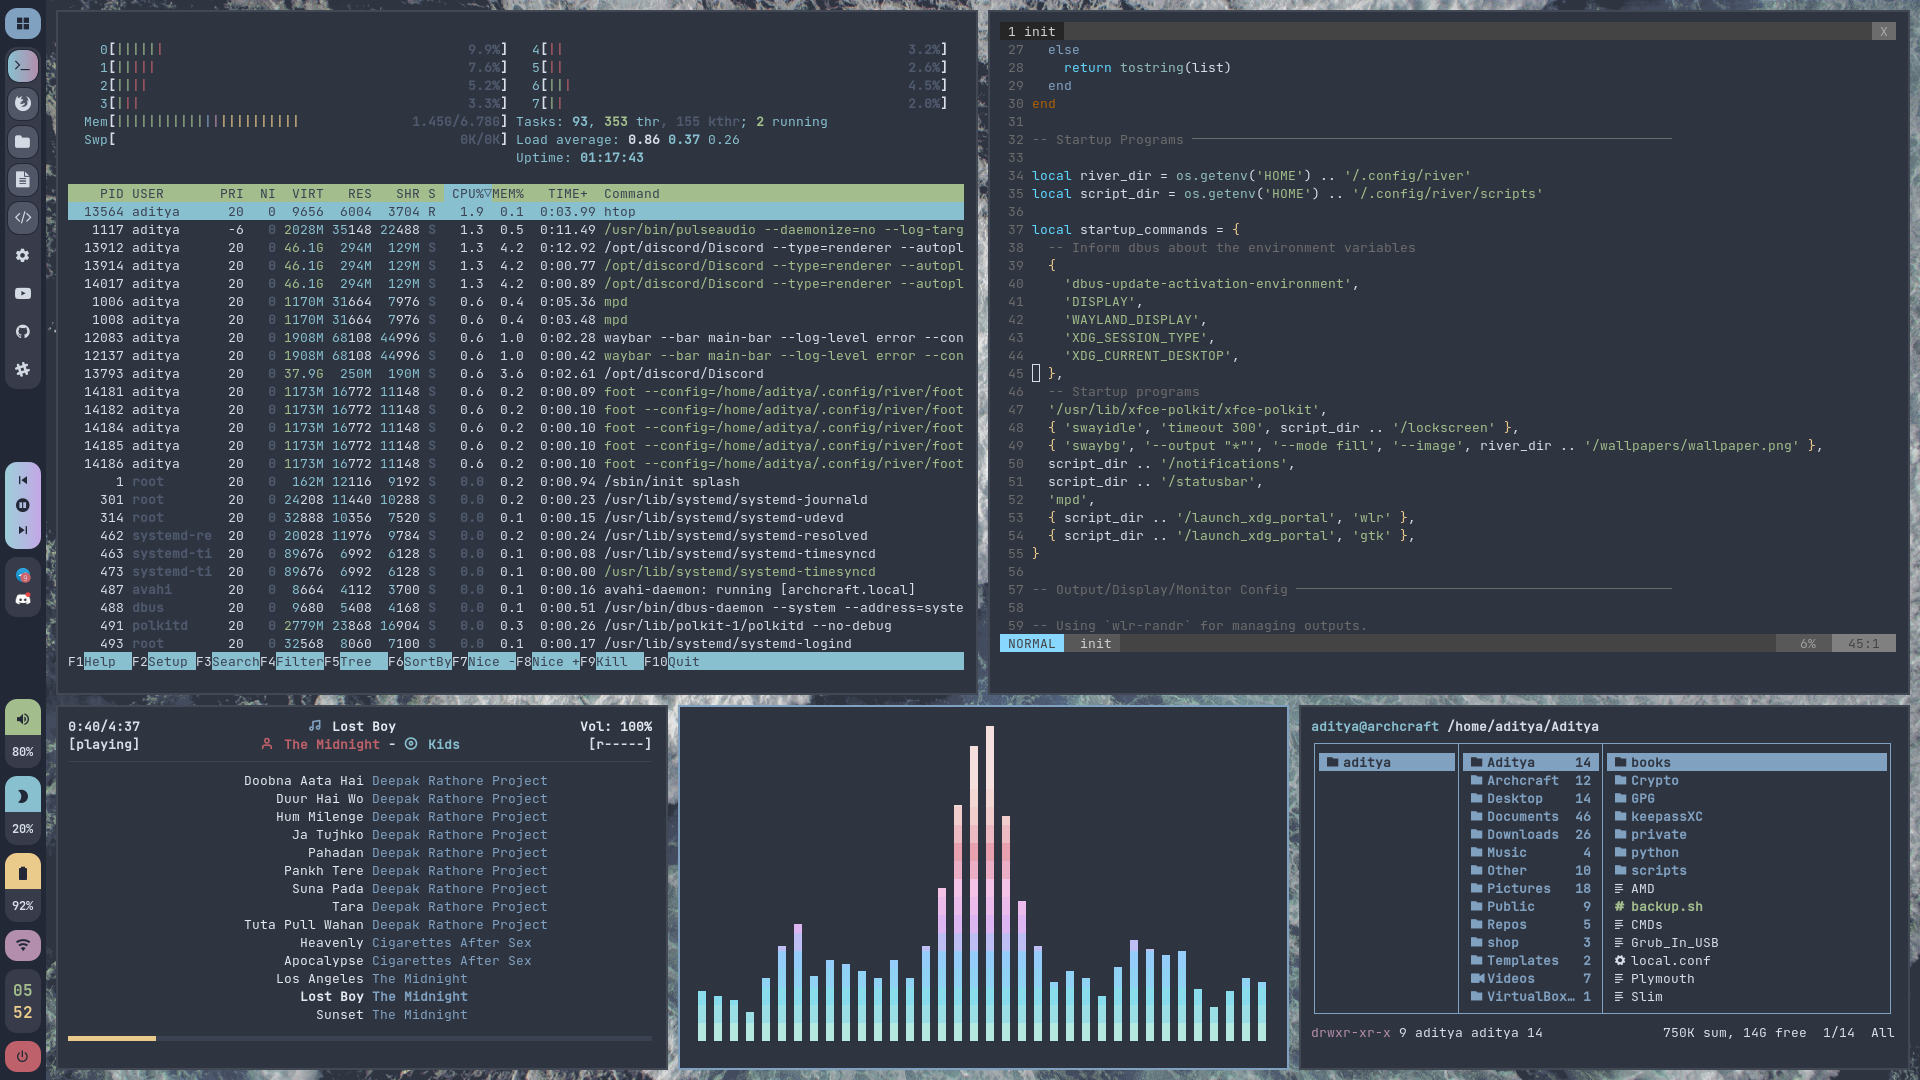 0[||||||  9.9%]  4[||  3.2%]
1[|||||  7.6%]  5[||  2.6%]
2[||||  5.2%]  6[|||  4.5%]
3[|||  3.3%]  7[||  2.0%]
Mem[|||||||||||||||||||||||  1.45G/6.78G]  Tasks: 93, 353 thr, 155 kthr; 2 running
Swp[  0K/0K]  Load average: 0.86 0.37 0.26
Uptime: 01:17:43
PID USER PRI NI VIRT RES SHR S CPU%▽MEM% TIME+ Command
13564 aditya 20 0 9656 6004 3704 R 1.9 0.1 0:03.99 htop
1117 aditya -6 0 2028M 35148 22488 S 1.3 0.5 0:11.49 /usr/bin/pulseaudio --daemonize=no --log-targ
13912 aditya 20 0 46.1G 294M 129M S 1.3 4.2 0:12.92 /opt/discord/Discord --type=renderer --autopl
13914 aditya 20 0 46.1G 294M 129M S 1.3 4.2 0:00.77 /opt/discord/Discord --type=renderer --autopl
14017 aditya 20 0 46.1G 294M 129M S 1.3 4.2 0:00.89 /opt/discord/Discord --type=renderer --autopl
1006 aditya 20 0 1170M 31664 7976 S 0.6 0.4 0:05.36 mpd
1008 aditya 20 0 1170M 31664 7976 S 0.6 0.4 0:03.48 mpd
12083 aditya 20 0 1908M 68108 44996 S 0.6 1.0 0:02.28 waybar --bar main-bar --log-level error --con
12137 aditya 20 0 1908M 68108 44996 S 0.6 1.0 0:00.42 waybar --bar main-bar --log-level error --con
13793 aditya 20 0 37.9G 250M 190M S 0.6 3.6 0:02.61 /opt/discord/Discord
14181 aditya 20 0 1173M 16772 11148 S 0.6 0.2 0:00.09 foot --config=/home/aditya/.config/river/foot
14182 aditya 20 0 1173M 16772 11148 S 0.6 0.2 0:00.10 foot --config=/home/aditya/.config/river/foot
14184 aditya 20 0 1173M 16772 11148 S 0.6 0.2 0:00.10 foot --config=/home/aditya/.config/river/foot
14185 aditya 20 0 1173M 16772 11148 S 0.6 0.2 0:00.10 foot --config=/home/aditya/.config/river/foot
14186 aditya 20 0 1173M 16772 11148 S 0.6 0.2 0:00.10 foot --config=/home/aditya/.config/river/foot
1 root 20 0 162M 12116 9192 S 0.0 0.2 0:00.94 /sbin/init splash
301 root 20 0 24208 11440 10288 S 0.0 0.2 0:00.23 /usr/lib/systemd/systemd-journald
314 root 20 0 32888 10356 7520 S 0.0 0.1 0:00.15 /usr/lib/systemd/systemd-udevd
462 systemd-re 20 0 20028 11976 9784 S 0.0 0.2 0:00.24 /usr/lib/systemd/systemd-resolved
463 systemd-ti 20 0 89676 6992 6128 S 0.0 0.1 0:00.08 /usr/lib/systemd/systemd-timesyncd
473 systemd-ti 20 0 89676 6992 6128 S 0.0 0.1 0:00.00 /usr/lib/systemd/systemd-timesyncd
487 avahi 20 0 8664 4112 3700 S 0.0 0.1 0:00.16 avahi-daemon: running [archcraft.local]
488 dbus 20 0 9680 5408 4168 S 0.0 0.1 0:00.51 /usr/bin/dbus-daemon --system --address=syste
491 polkitd 20 0 2779M 23868 16904 S 0.0 0.3 0:00.26 /usr/lib/polkit-1/polkitd --no-debug
493 root 20 0 32568 8060 7100 S 0.0 0.1 0:00.17 /usr/lib/systemd/systemd-logind
F1Help F2Setup F3SearchF4FilterF5Tree F6SortByF7Nice -F8Nice +F9Kill F10Quit
1 init X
27 else
28 return tostring(list)
29 end
30 end
31
32 -- Startup Programs
33
34 local river_dir = os.getenv('HOME') .. '/.config/river'
35 local script_dir = os.getenv('HOME') .. '/.config/river/scripts'
36
37 local startup_commands = {
38 -- Inform dbus about the environment variables
39 {
40 'dbus-update-activation-environment',
41 'DISPLAY',
42 'WAYLAND_DISPLAY',
43 'XDG_SESSION_TYPE',
44 'XDG_CURRENT_DESKTOP',
45 },
46 -- Startup programs
47 '/usr/lib/xfce-polkit/xfce-polkit',
48 { 'swayidle', 'timeout 300', script_dir .. '/lockscreen' },
49 { 'swaybg', '--output "*"', '--mode fill', '--image', river_dir .. '/wallpapers/wallpaper.png' },
50 script_dir .. '/notifications',
51 script_dir .. '/statusbar',
52 'mpd',
53 { script_dir .. '/launch_xdg_portal', 'wlr' },
54 { script_dir .. '/launch_xdg_portal', 'gtk' },
55 }
56
57 -- Output/Display/Monitor Config
58
59 -- Using `wlr-randr` for managing outputs.
NORMAL init 6% 45:1
80%
20%
92%
05
52
0:40/4:37 Lost Boy Vol: 100%
[playing] The Midnight - Kids [r-----]
Doobna Aata Hai Deepak Rathore Project
Duur Hai Wo Deepak Rathore Project
Hum Milenge Deepak Rathore Project
Ja Tujhko Deepak Rathore Project
Pahadan Deepak Rathore Project
Pankh Tere Deepak Rathore Project
Suna Pada Deepak Rathore Project
Tara Deepak Rathore Project
Tuta Pull Wahan Deepak Rathore Project
Heavenly Cigarettes After Sex
Apocalypse Cigarettes After Sex
Los Angeles The Midnight
Lost Boy The Midnight
Sunset The Midnight
aditya@archcraft /home/aditya/Aditya
aditya Aditya 14 books
Archcraft 12 Crypto
Desktop 14 GPG
Documents 46 keepassXC
Downloads 26 private
Music 4 python
Other 10 scripts
Pictures 18 AMD
Public 9 # backup.sh
Repos 5 CMDs
shop 3 Grub_In_USB
Templates 2 local.conf
Videos 7 Plymouth
VirtualBox… 1 Slim
drwxr-xr-x 9 aditya aditya 14 750K sum, 14G free 1/14 All